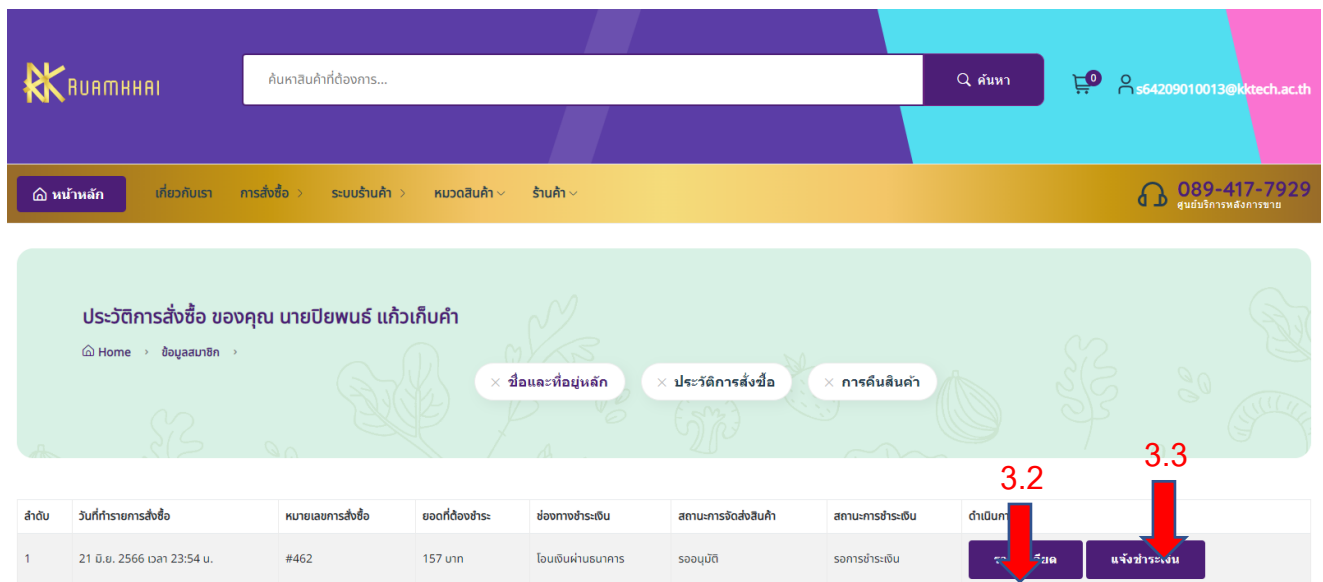 RUAMHHAI
ค้นหาสินค้าที่ต้องการ...
ค้นหา
0
s64209010013@kktech.ac.th
หน้าหลัก
เกี่ยวกับเรา
การสั่งซื้อ
ระบบร้านค้า
หมวดสินค้า
ร้านค้า
089-417-7929
ศูนย์บริการหลังการขาย
ประวัติการสั่งซื้อ ของคุณ นายปิยพนธ์ แก้วเก็บคำ
Home › ข้อมูลสมาชิก ›
ชื่อและที่อยู่หลัก
ประวัติการสั่งซื้อ
การคืนสินค้า
3.2
3.3
ลำดับ วันที่ทำรายการสั่งซื้อ หมายเลขการสั่งซื้อ ยอดที่ต้องชำระ ช่องทางชำระเงิน สถานะการจัดส่งสินค้า สถานะการชำระเงิน
1 21 มิ.ย. 2566 เวลา 23:54 น. #462 157 บาท โอนเงินผ่านธนาคาร รออนุมัติ รอการชำระเงิน แจ้งชำระเงิน